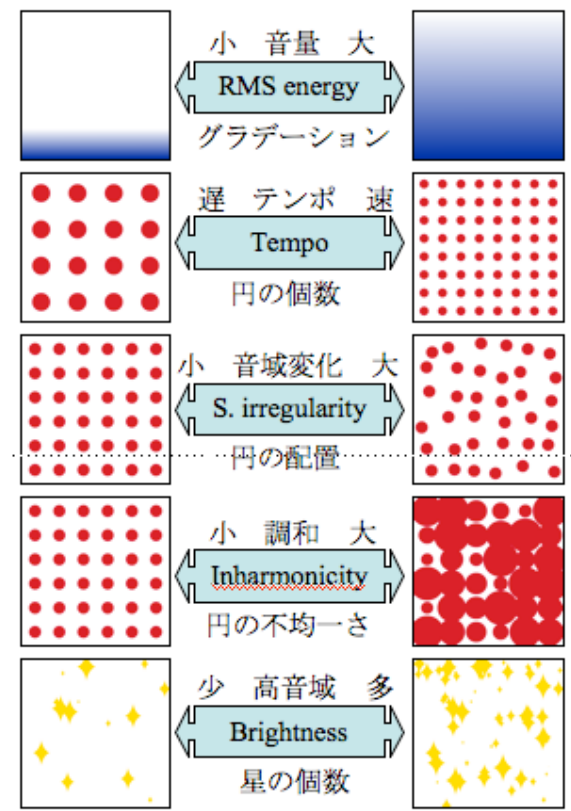 小 音量 大
RMS energy
グラデーション
遅 テンポ 速
Tempo
円の個数
小 音域変化 大
S. irregularity
円の配置
小 調和 大
Inharmonicity
円の不均一さ
少 高音域 多
Brightness
星の個数